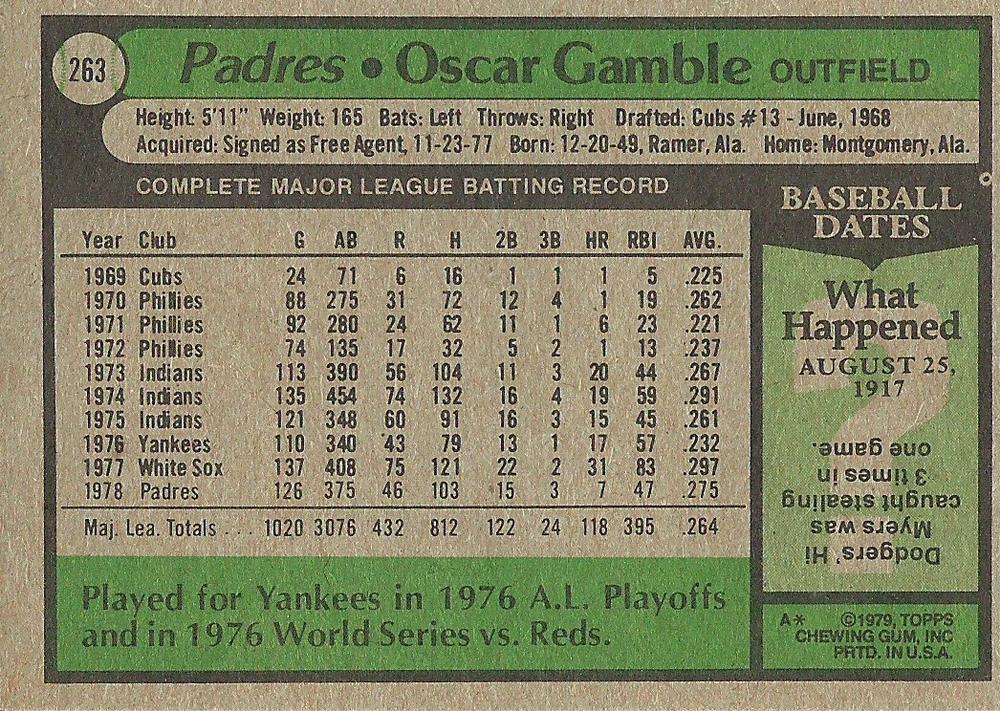 263
Padres • Oscar Gamble OUTFIELD
Height: 5'11" Weight: 165 Bats: Left Throws: Right Drafted: Cubs #13 - June, 1968
Acquired: Signed as Free Agent, 11-23-77 Born: 12-20-49, Ramer, Ala. Home: Montgomery, Ala.
COMPLETE MAJOR LEAGUE BATTING RECORD
Year Club G AB R H 2B 3B HR RBI AVG.
1969 Cubs 24 71 6 16 1 1 1 5 .225
1970 Phillies 88 275 31 72 12 4 1 19 .262
1971 Phillies 92 280 24 62 11 1 6 23 .221
1972 Phillies 74 135 17 32 5 2 1 13 .237
1973 Indians 113 390 56 104 11 3 20 44 .267
1974 Indians 135 454 74 132 16 4 19 59 .291
1975 Indians 121 348 60 91 16 3 15 45 .261
1976 Yankees 110 340 43 79 13 1 17 57 .232
1977 White Sox 137 408 75 121 22 2 31 83 .297
1978 Padres 126 375 46 103 15 3 7 47 .275
Maj. Lea. Totals . . . 1020 3076 432 812 122 24 118 395 .264
Played for Yankees in 1976 A.L. Playoffs
and in 1976 World Series vs. Reds.
BASEBALL
DATES
What
Happened
AUGUST 25,
1917
Dodgers' Hi
Myers was
caught stealing
3 times in
one game.
A* ©1979, TOPPS
CHEWING GUM, INC
PRTD. IN U.S.A.